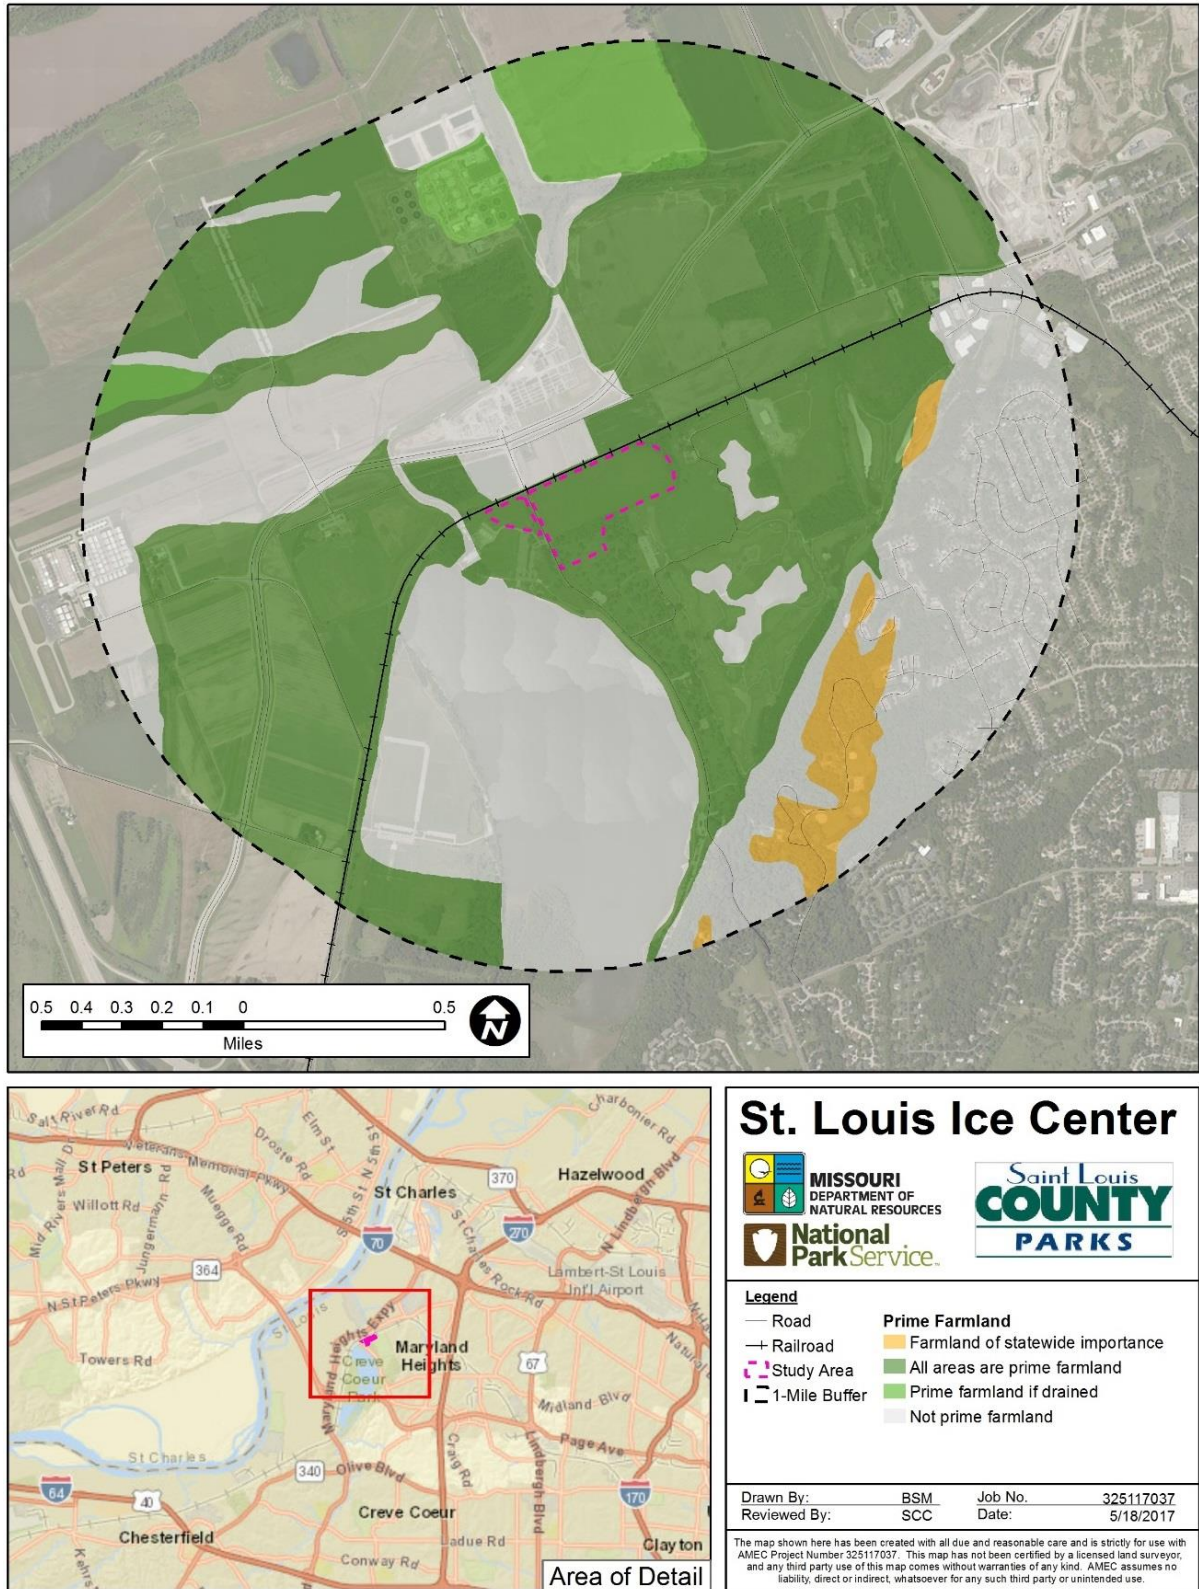 0.5 0.4 0.3 0.2 0.1 0 0.5
Miles
N
Salt River Rd
Mid Rivers Mall Dr
St Peters
Willott Rd
Jungermann Rd
Veterans Memorial Pkwy
Droste Rd
Elm St
Muegge Rd
N St Peters Pkwy
364
Towers Rd
S 5th St N 5th St
St Charles
70
370
Charbonier Rd
Hazelwood
N Lindbergh Blvd
270
St Charles Rock Rd
Lambert-St Louis
Int'l Airport
St Louis
Maryland Heights Expy
Maryland
Heights
Creve
Coeur
Park
67
Midland Blvd
Page Ave
Lindbergh Blvd
Craig Rd
St Charles
340
Olive Blvd
64
40
Chesterfield
Creve Coeur
Ladue Rd
Conway Rd
170
Clayton
Area of Detail
St. Louis Ice Center
MISSOURI
DEPARTMENT OF
NATURAL RESOURCES
National
Park Service
Saint Louis
COUNTY
PARKS
Legend
Road
Railroad
Study Area
1-Mile Buffer
Prime Farmland
Farmland of statewide importance
All areas are prime farmland
Prime farmland if drained
Not prime farmland
Drawn By: BSM Job No. 325117037
Reviewed By: SCC Date: 5/18/2017
The map shown here has been created with all due and reasonable care and is strictly for use with
AMEC Project Number 325117037. This map has not been certified by a licensed land surveyor,
and any third party use of this map comes without warranties of any kind. AMEC assumes no
liability, direct or indirect, whatsoever for any such third party or unintended use.